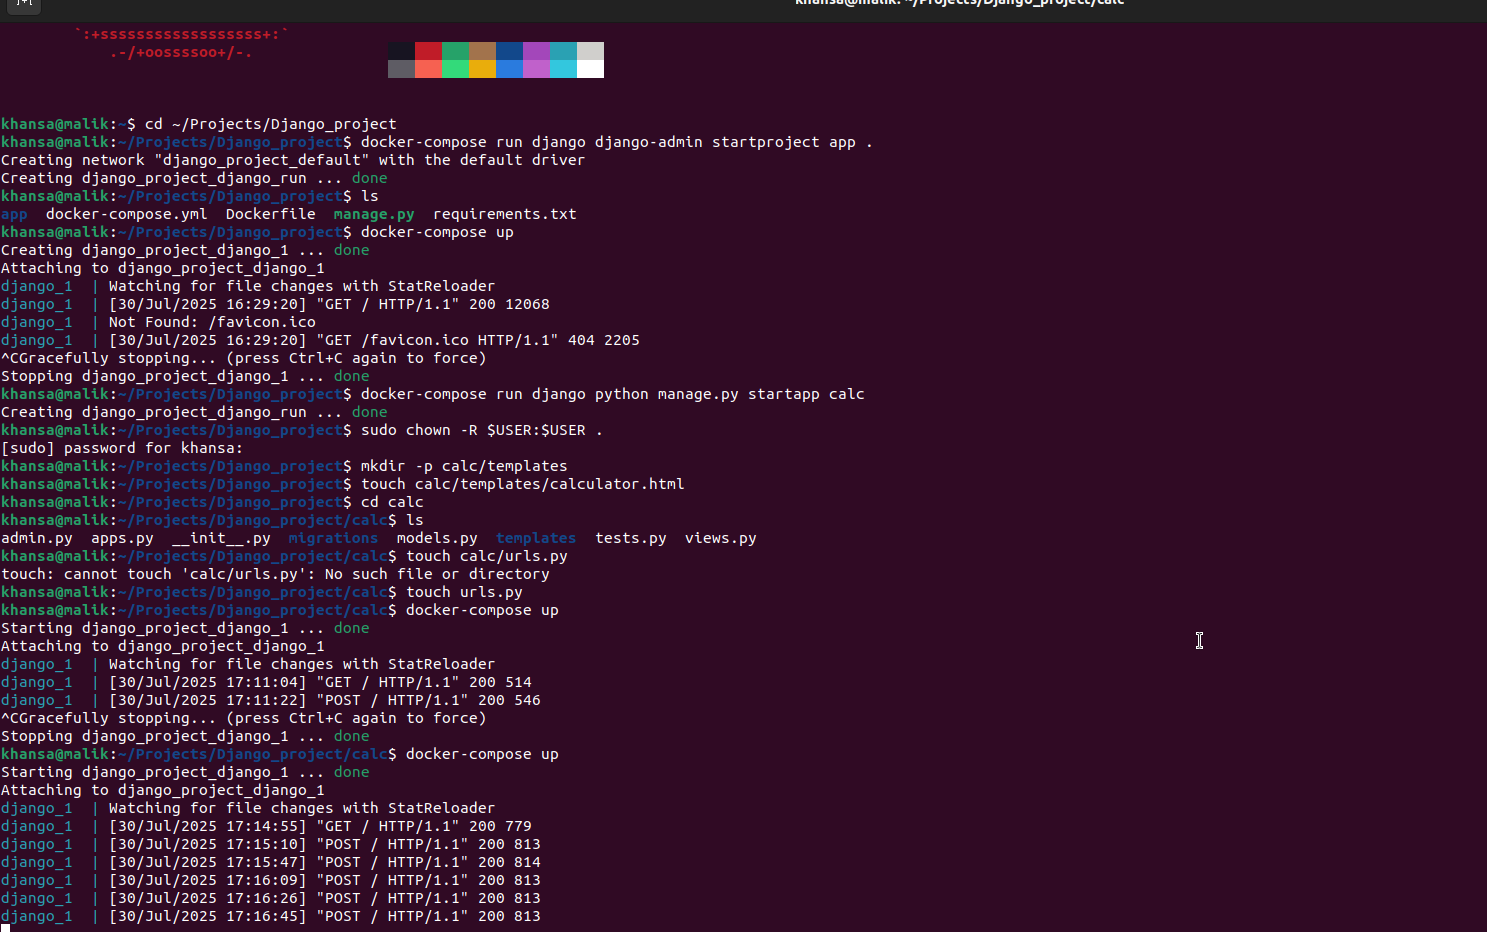 khansa@malik: ~/Projects/Django_project/calc
`:+ssssssssssssssssss+:`
.-/+oossssoo+/-.
khansa@malik:~$ cd ~/Projects/Django_project
khansa@malik:~/Projects/Django_project$ docker-compose run django django-admin startproject app .
Creating network "django_project_default" with the default driver
Creating django_project_django_run ... done
khansa@malik:~/Projects/Django_project$ ls
app  docker-compose.yml  Dockerfile  manage.py  requirements.txt
khansa@malik:~/Projects/Django_project$ docker-compose up
Creating django_project_django_1 ... done
Attaching to django_project_django_1
django_1  | Watching for file changes with StatReloader
django_1  | [30/Jul/2025 16:29:20] "GET / HTTP/1.1" 200 12068
django_1  | Not Found: /favicon.ico
django_1  | [30/Jul/2025 16:29:20] "GET /favicon.ico HTTP/1.1" 404 2205
^CGracefully stopping... (press Ctrl+C again to force)
Stopping django_project_django_1 ... done
khansa@malik:~/Projects/Django_project$ docker-compose run django python manage.py startapp calc
Creating django_project_django_run ... done
khansa@malik:~/Projects/Django_project$ sudo chown -R $USER:$USER .
[sudo] password for khansa:
khansa@malik:~/Projects/Django_project$ mkdir -p calc/templates
khansa@malik:~/Projects/Django_project$ touch calc/templates/calculator.html
khansa@malik:~/Projects/Django_project$ cd calc
khansa@malik:~/Projects/Django_project/calc$ ls
admin.py  apps.py  __init__.py  migrations  models.py  templates  tests.py  views.py
khansa@malik:~/Projects/Django_project/calc$ touch calc/urls.py
touch: cannot touch 'calc/urls.py': No such file or directory
khansa@malik:~/Projects/Django_project/calc$ touch urls.py
khansa@malik:~/Projects/Django_project/calc$ docker-compose up
Starting django_project_django_1 ... done
Attaching to django_project_django_1
django_1  | Watching for file changes with StatReloader
django_1  | [30/Jul/2025 17:11:04] "GET / HTTP/1.1" 200 514
django_1  | [30/Jul/2025 17:11:22] "POST / HTTP/1.1" 200 546
^CGracefully stopping... (press Ctrl+C again to force)
Stopping django_project_django_1 ... done
khansa@malik:~/Projects/Django_project/calc$ docker-compose up
Starting django_project_django_1 ... done
Attaching to django_project_django_1
django_1  | Watching for file changes with StatReloader
django_1  | [30/Jul/2025 17:14:55] "GET / HTTP/1.1" 200 779
django_1  | [30/Jul/2025 17:15:10] "POST / HTTP/1.1" 200 813
django_1  | [30/Jul/2025 17:15:47] "POST / HTTP/1.1" 200 814
django_1  | [30/Jul/2025 17:16:09] "POST / HTTP/1.1" 200 813
django_1  | [30/Jul/2025 17:16:26] "POST / HTTP/1.1" 200 813
django_1  | [30/Jul/2025 17:16:45] "POST / HTTP/1.1" 200 813